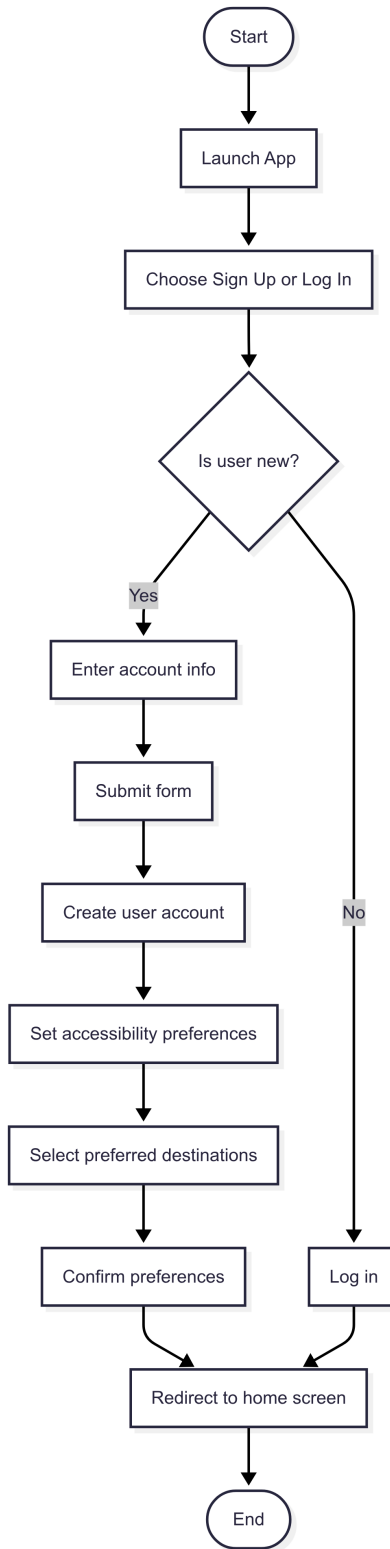 Start
Launch App
Choose Sign Up or Log In
Is user new?
Yes
Enter account info
Submit form
Create user account
No
Set accessibility preferences
Select preferred destinations
Confirm preferences
Log in
Redirect to home screen
End